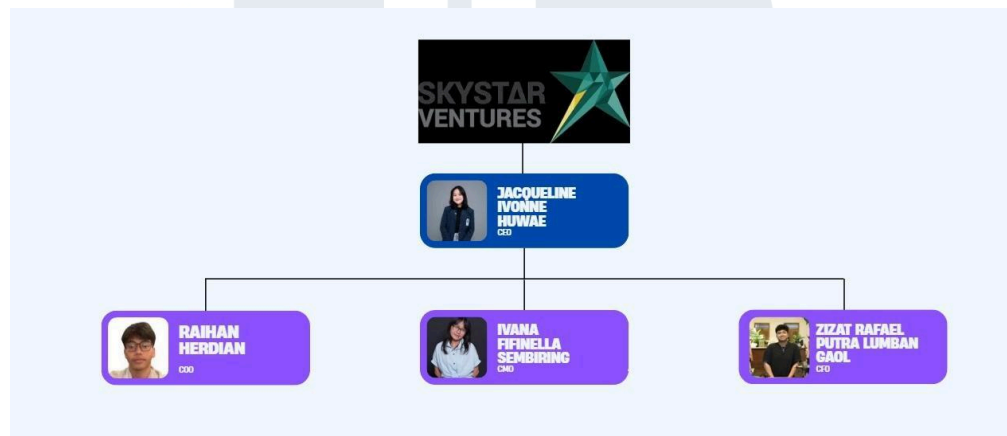 SKYSTAR
VENTURES
JACQUELINE
IVONNE
HUWAE
CEO
RAIHAN
HERDIAN
COO
IVANA
FIFINELLA
SEMBIRING
CMO
ZIZAT RAFAEL
PUTRA LUMBAN
GAOL
CFO